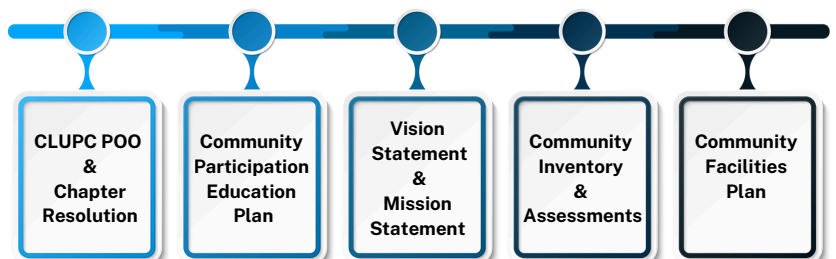 CLUPC POO
&
Chapter
Resolution
Community
Participation
Education
Plan
Vision
Statement
&
Mission
Statement
Community
Inventory
&
Assessments
Community
Facilities
Plan